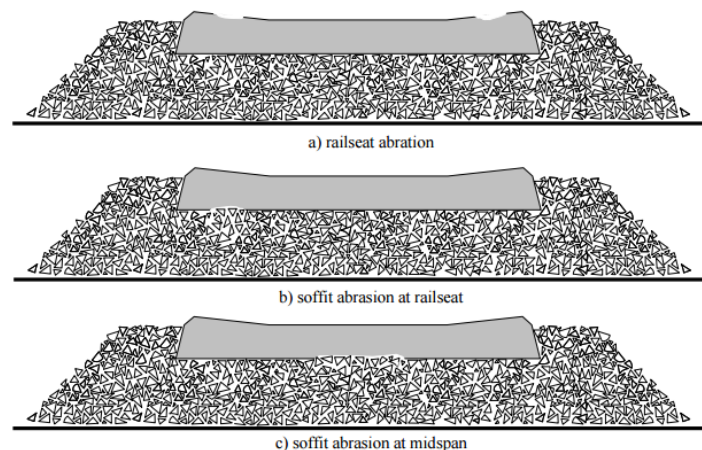 a) railseat abration
b) soffit abrasion at railseat
c) soffit abrasion at midspan